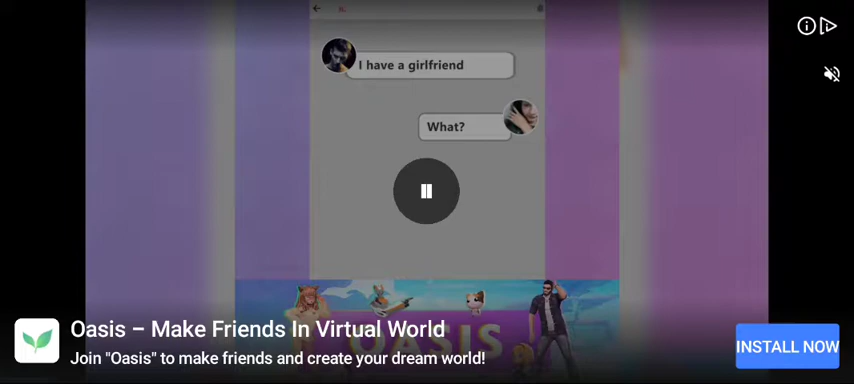 I have a girlfriend
What?
OASIS
Oasis – Make Friends In Virtual World
Join "Oasis" to make friends and create your dream world!
INSTALL NOW